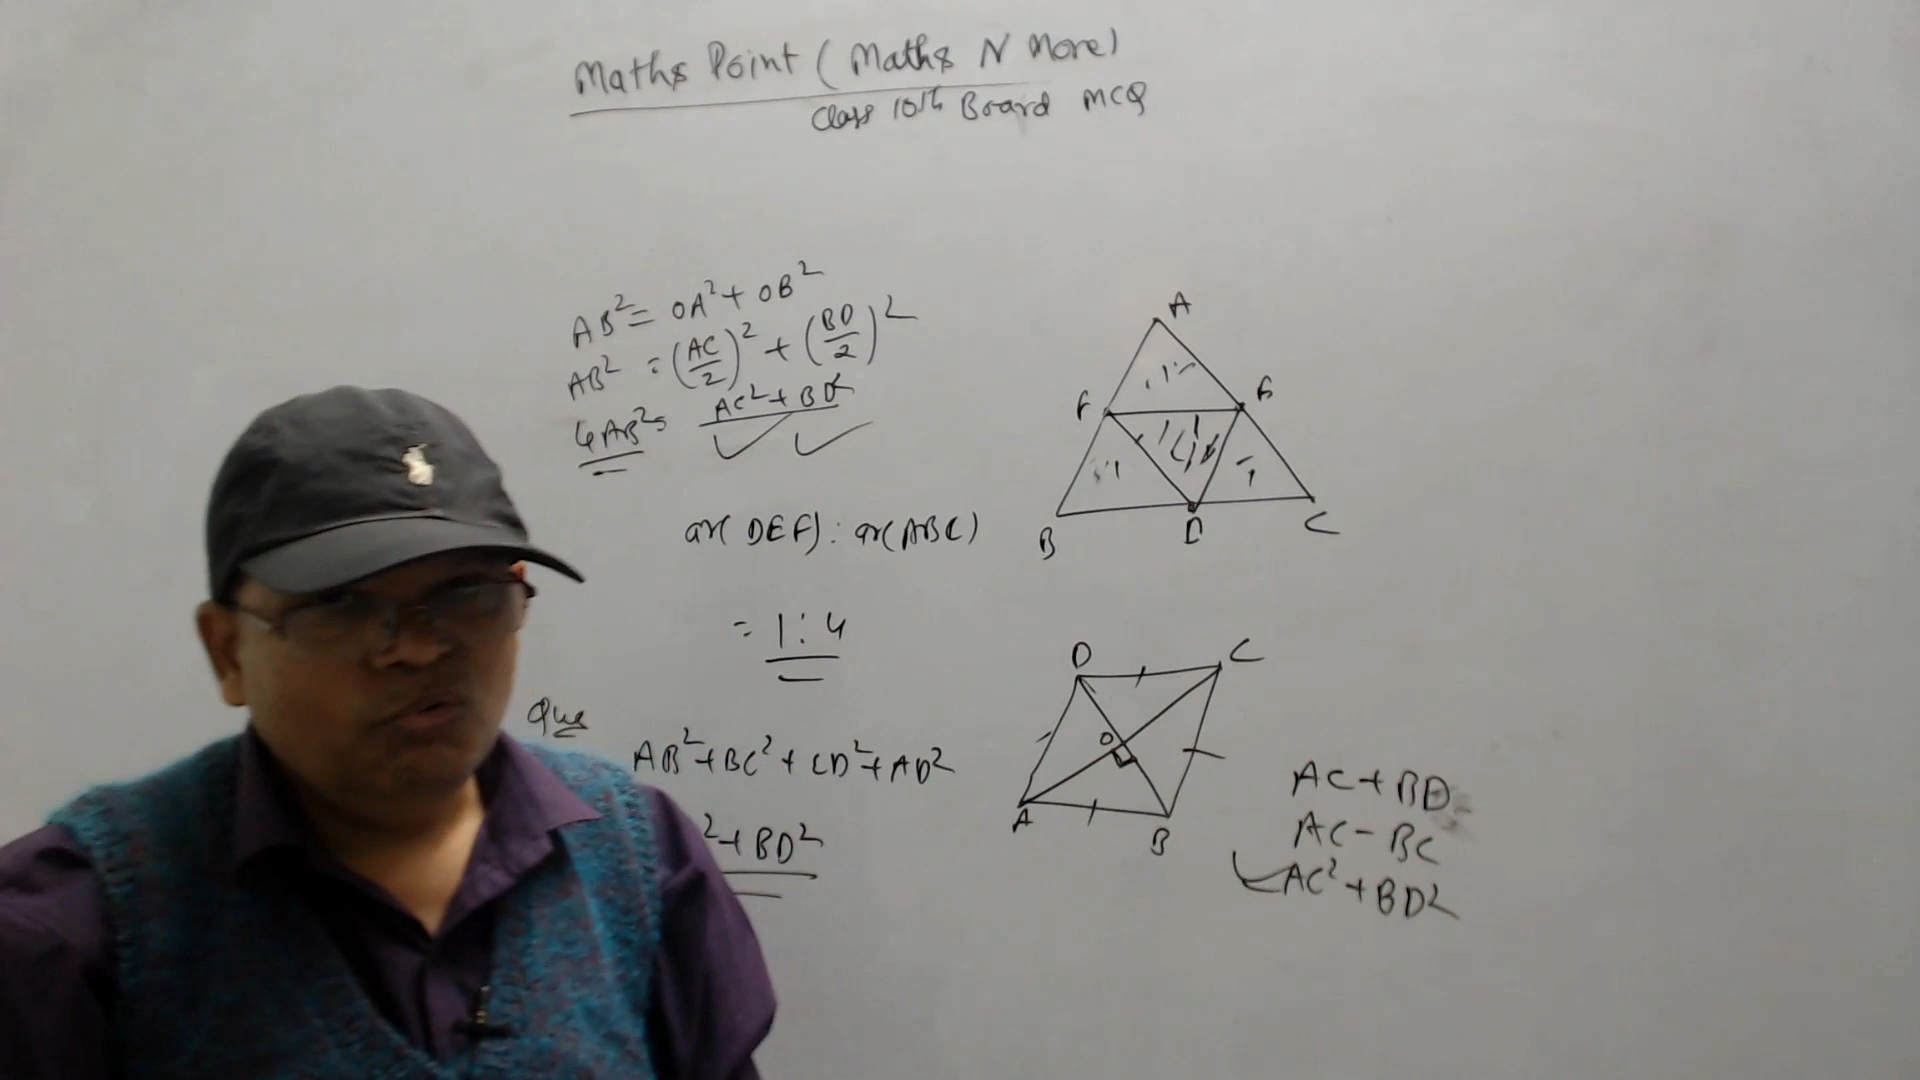 Maths Point (Maths N More)
Class 10th Board MCQ
AB² = OA² + OB²
AB² = (AC/2)² + (BD/2)²
4AB² = AC² + BD²
ar(DEF) : ar(ABC)
= 1 : 4
Que
AB² + BC² + CD² + AD²
² + BD²
A
F
B
D
C
D
C
O
A
B
AC + BD
AC - BC
AC² + BD²